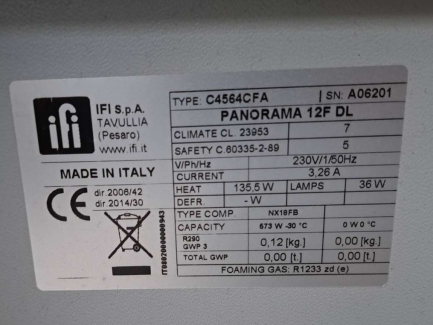 ifi
IFI S.p.A.
TAVULLIA
(Pesaro)
www.ifi.it
MADE IN ITALY
CE
dir.2006/42
dir.2014/30
IT08020000000943
TYPE: C4564CFA | SN: A06201
PANORAMA 12F DL
CLIMATE CL. 23953 7
SAFETY C.60335-2-89 5
V/Ph/Hz 230V/1/50Hz
CURRENT 3,26 A
HEAT 135,5 W LAMPS 36 W
DEFR. - W
TYPE COMP. NX18FB
CAPACITY 673 W -30 °C 0 W 0 °C
R290
GWP 3 0,12 [kg.] 0,00 [kg.]
TOTAL GWP 0,00 [t.] 0,00 [t.]
FOAMING GAS: R1233 zd (e)